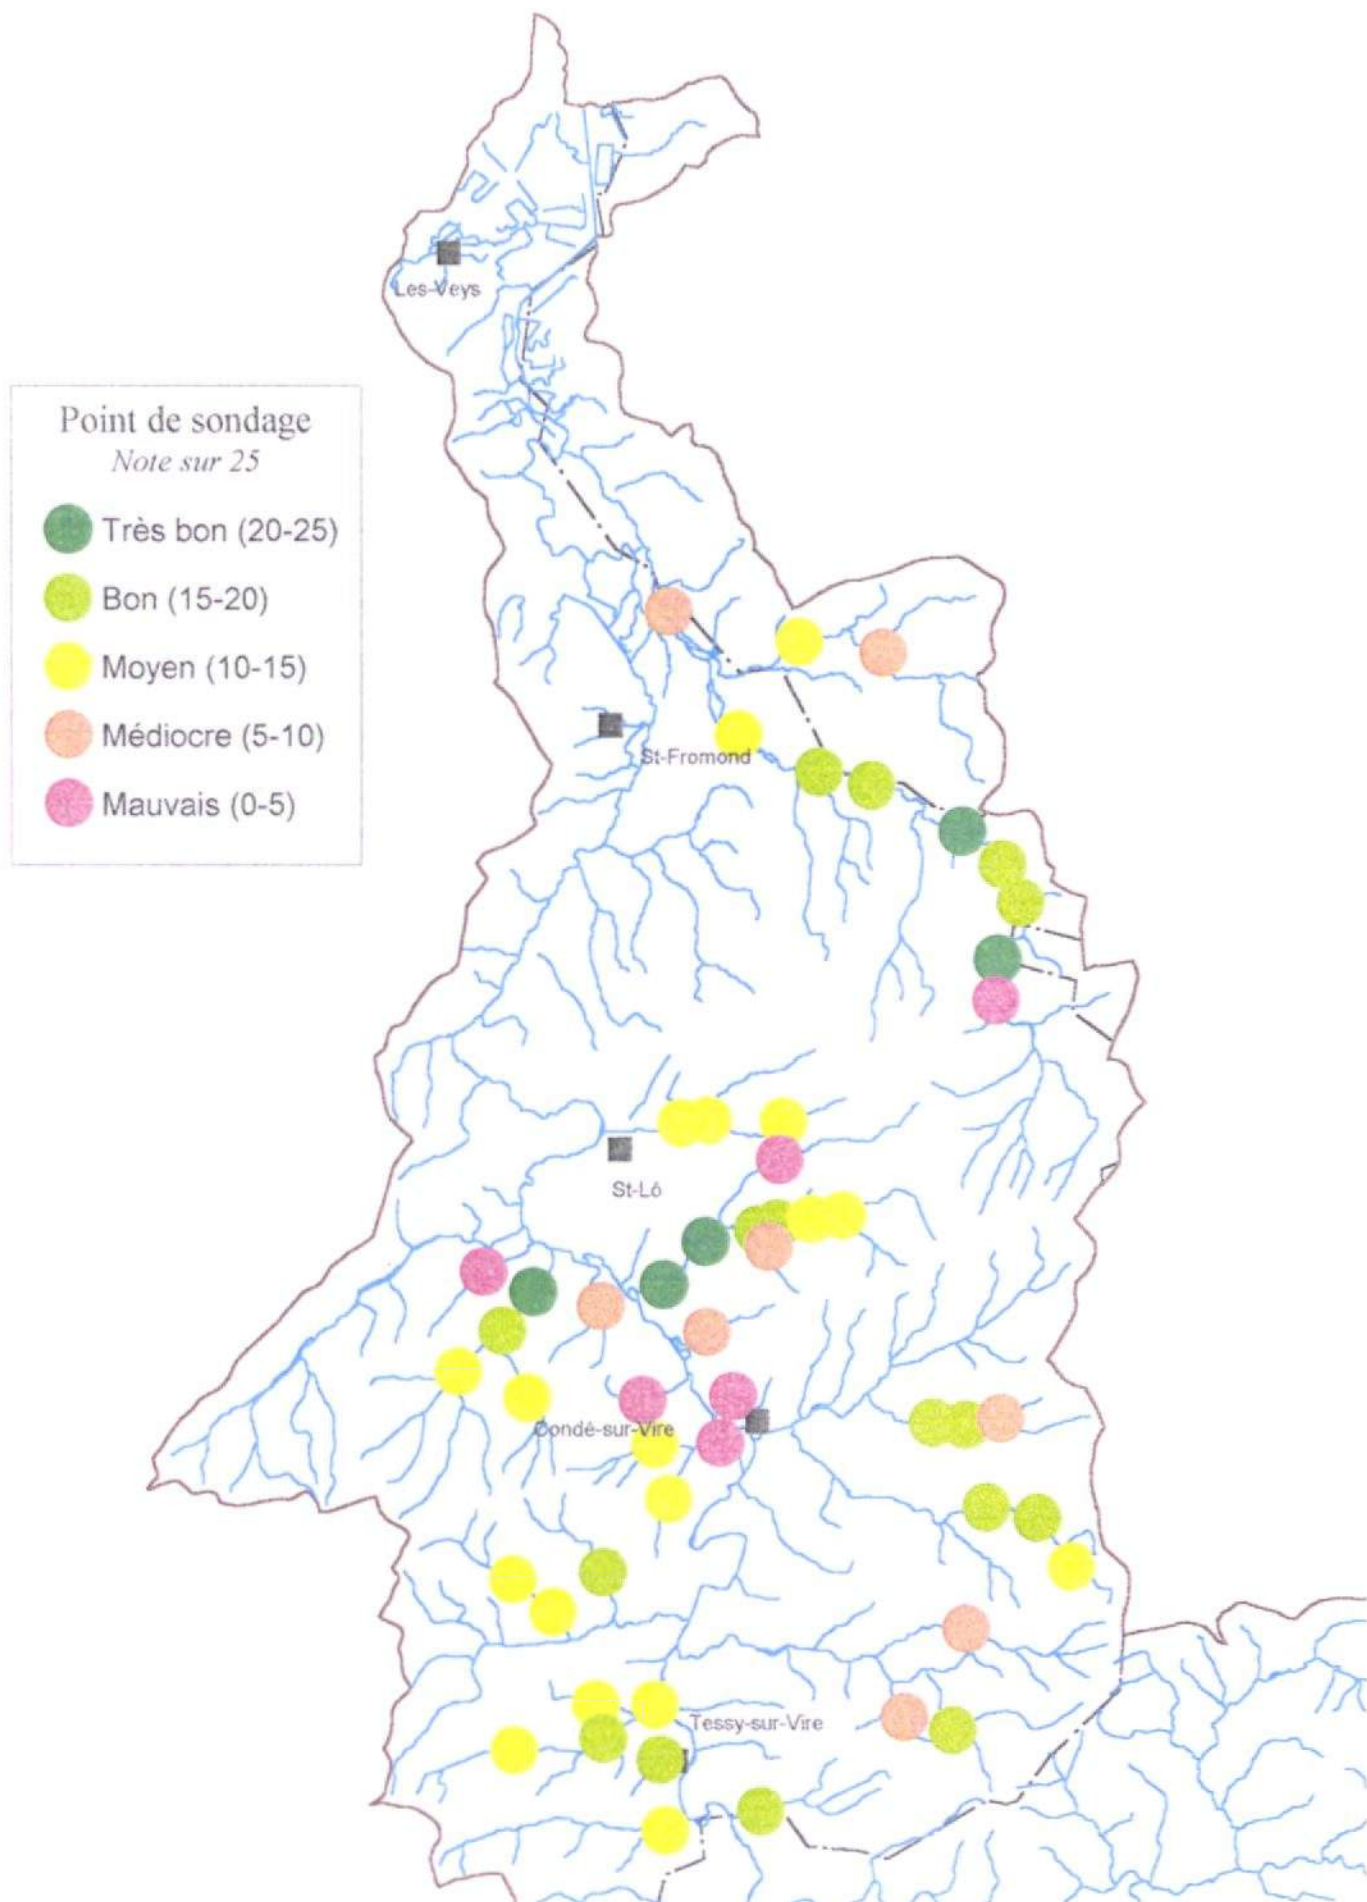 Les-Veys
Point de sondage
Note sur 25
Très bon (20-25)
Bon (15-20)
Moyen (10-15)
Médiocre (5-10)
Mauvais (0-5)
St-Fromond
St-Lô
Condé-sur-Vire
Tessy-sur-Vire